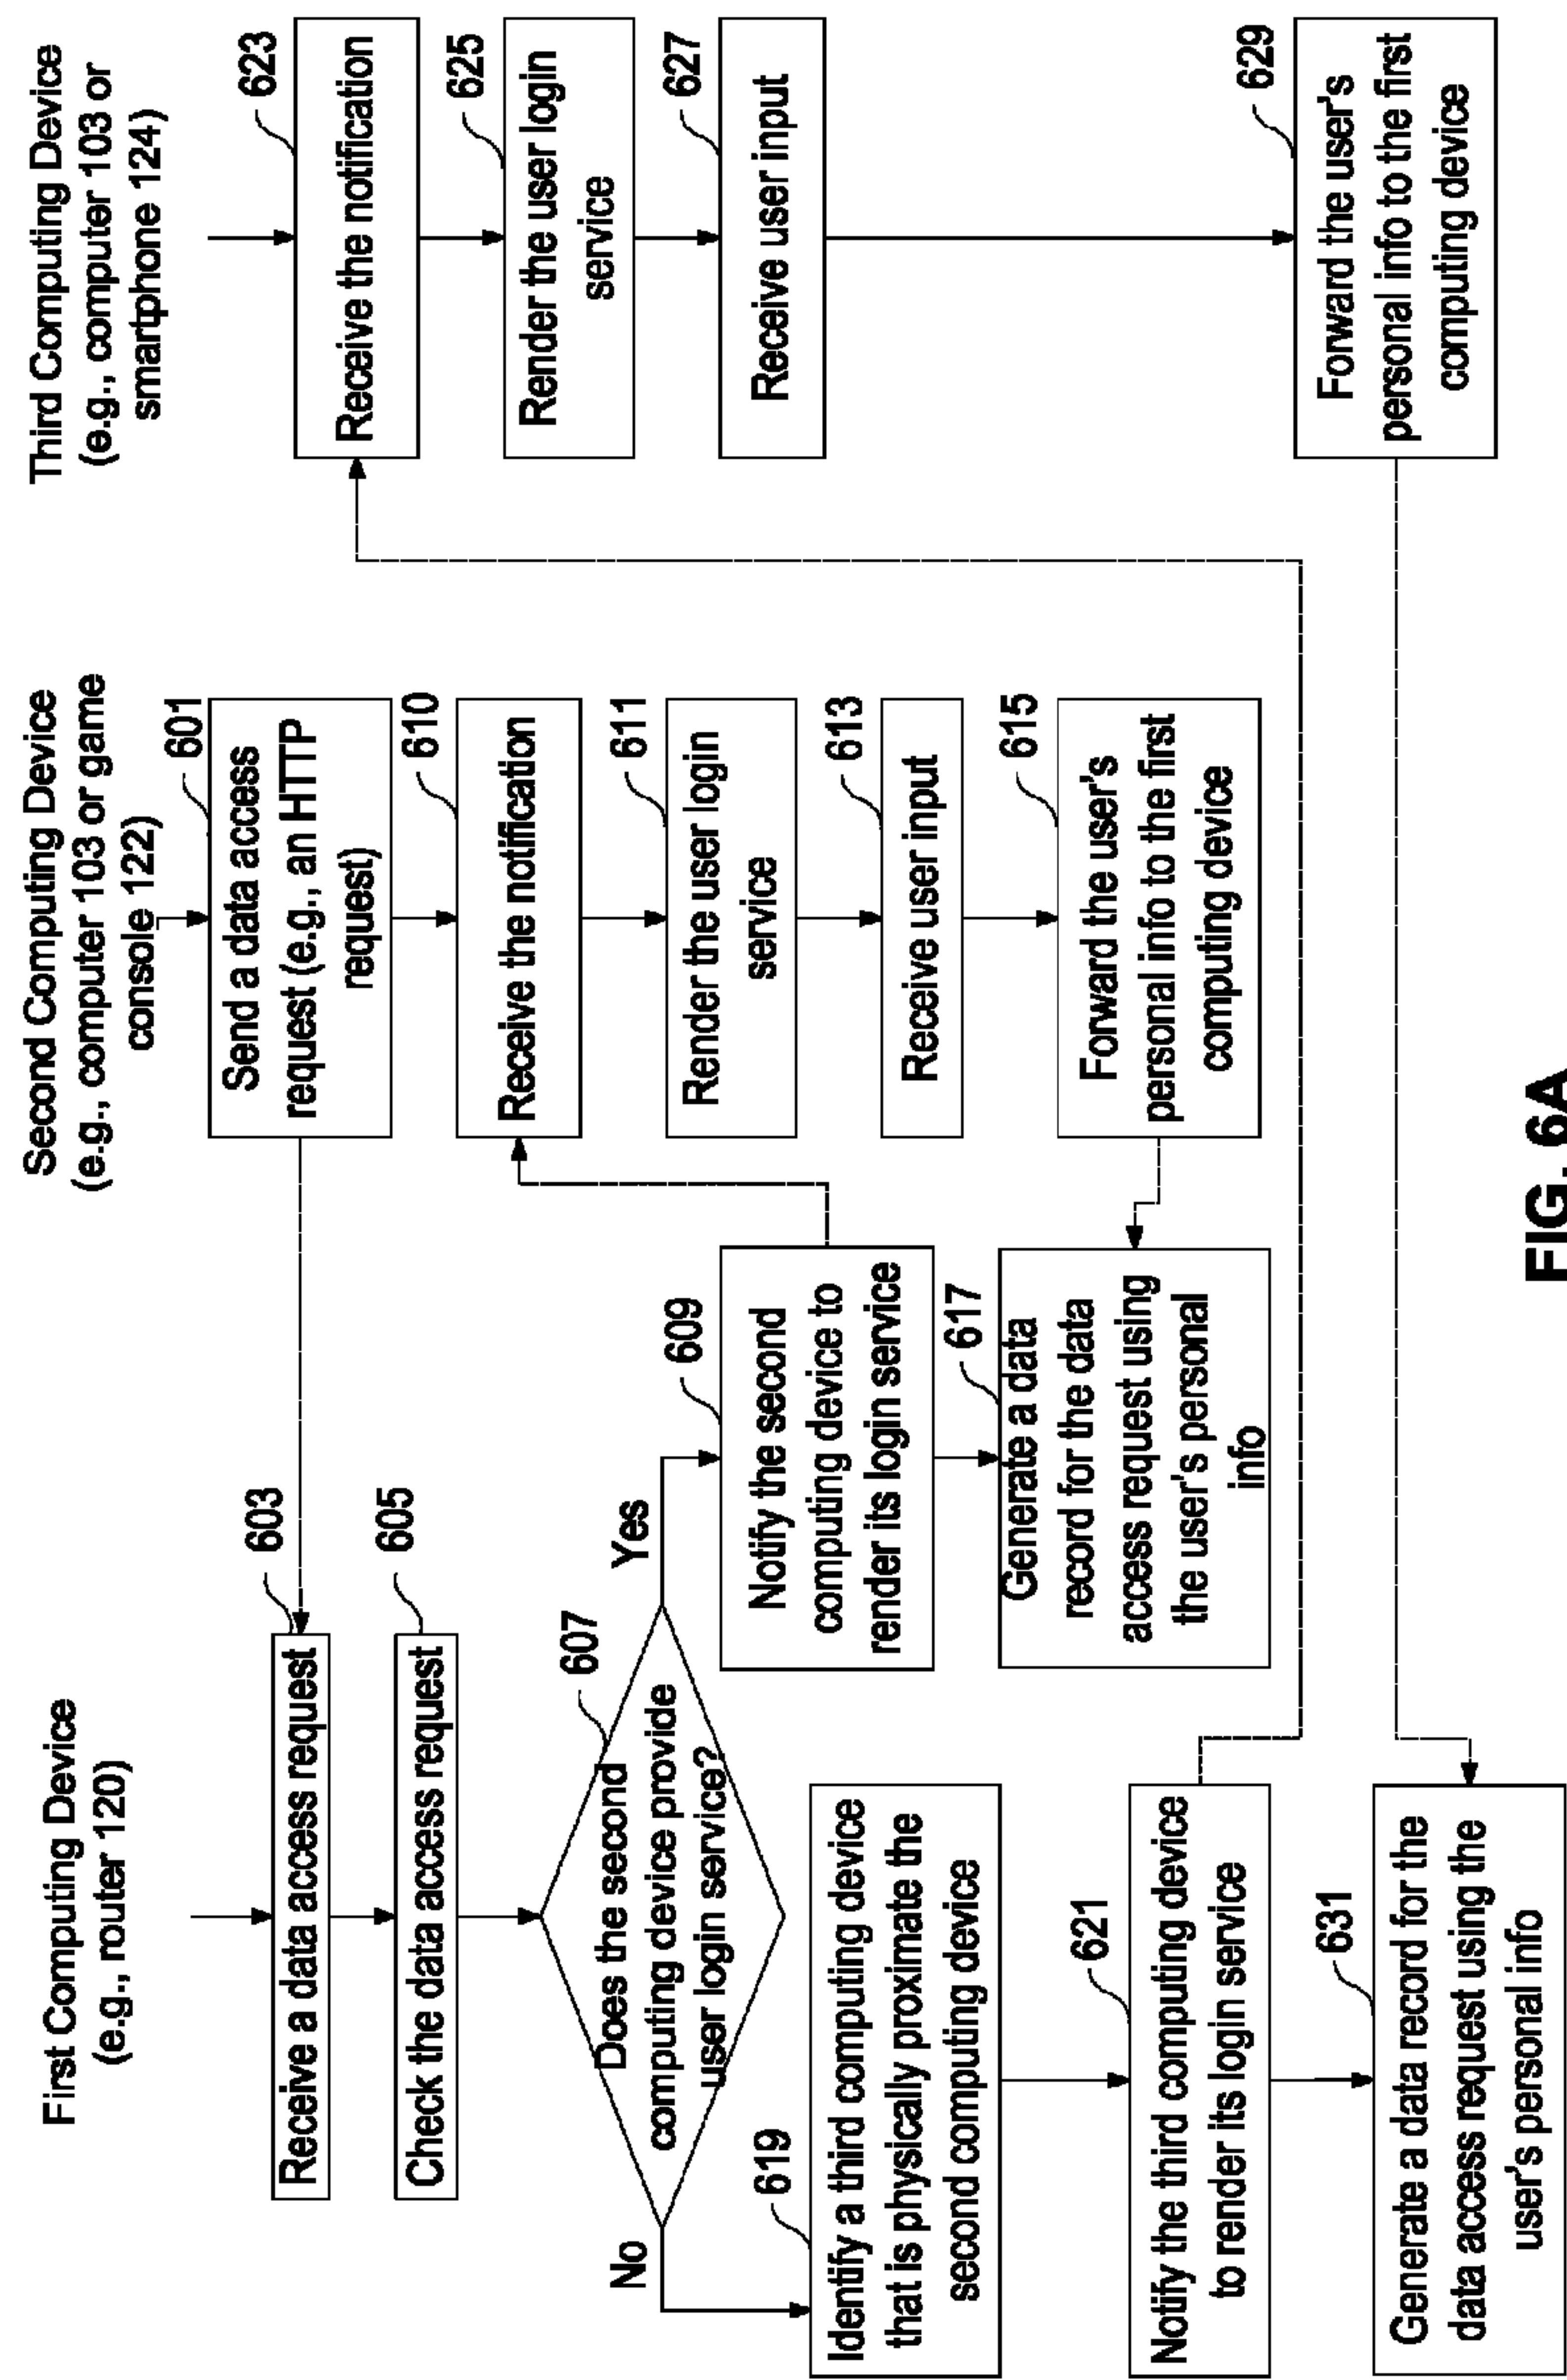 First Computing Device
(e.g., router 120)
603
Receive a data access request
605
Check the data access request
607
Does the second
computing device provide
user login service?
Yes
No
609
Notify the second
computing device to
render its login service
617
Generate a data
record for the data
access request using
the user's personal
info
619
Identify a third computing device
that is physically proximate the
second computing device
621
Notify the third computing device
to render its login service
631
Generate a data record for the
data access request using the
user's personal info
Second Computing Device
(e.g., computer 103 or game
console 122)
601
Send a data access
request (e.g., an HTTP
request)
610
Receive the notification
611
Render the user login
service
613
Receive user input
615
Forward the user's
personal info to the first
computing device
Third Computing Device
(e.g., computer 103 or
smartphone 124)
623
Receive the notification
625
Render the user login
service
627
Receive user input
629
Forward the user's
personal info to the first
computing device
FIG. 6A